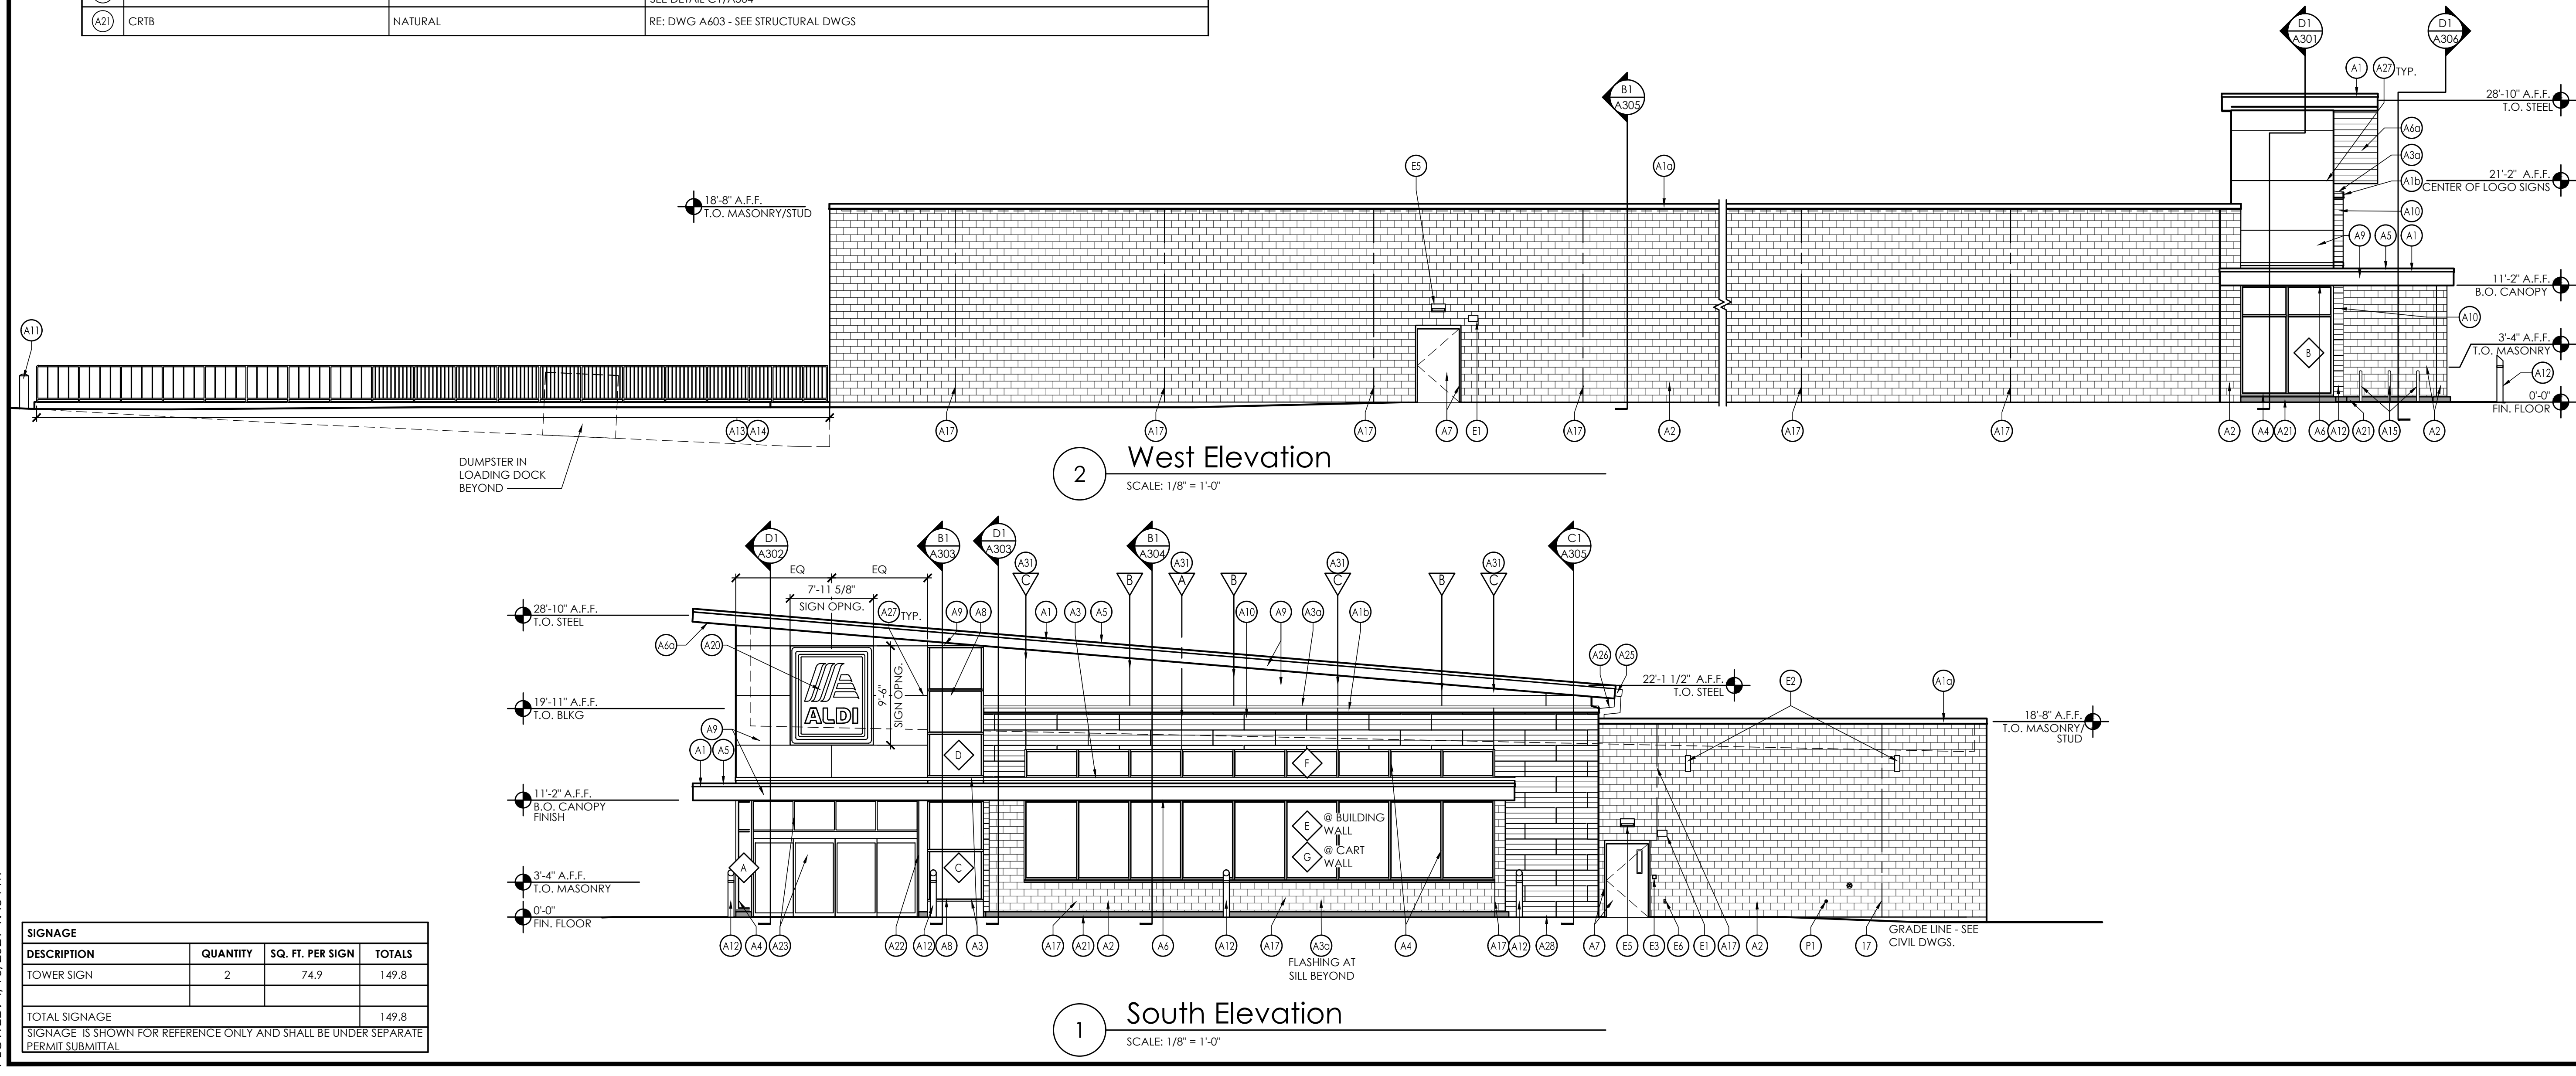 SEE DETAIL C1/A504
A21 CRTB NATURAL RE: DWG A603 - SEE STRUCTURAL DWGS
D1
A301
D1
A306
B1
A305
A1 A27 TYP.
28'-10" A.F.F.
T.O. STEEL
A6a
A3a
21'-2" A.F.F.
A1b CENTER OF LOGO SIGNS
A10
A9 A5 A1
11'-2" A.F.F.
B.O. CANOPY
A10
3'-4" A.F.F.
T.O. MASONRY
A12
0'-0"
FIN. FLOOR
B
E5 A1a
18'-8" A.F.F.
T.O. MASONRY/STUD
A11
A13 A14 A17 A17 A17 A7 E1 A17 A2 A17 A17 A2 A4 A21 A6 A12 A21 A15 A2
DUMPSTER IN
LOADING DOCK
BEYOND
2 West Elevation
SCALE: 1/8" = 1'-0"
D1
A302
B1
A303
D1
A303
B1
A304
C1
A305
EQ EQ
7'-11 5/8"
SIGN OPNG.
A31 A31 A31 A31
C B A B C B C
A27 TYP. A9 A8 A1 A3 A5 A10 A9 A3a A1b
28'-10" A.F.F.
T.O. STEEL
A6a A20
9'-6"
SIGN OPNG.
ALDI
A26 A25
22'-1 1/2" A.F.F.
T.O. STEEL
E2 A1a
19'-11" A.F.F.
T.O. BLKG
18'-8" A.F.F.
T.O. MASONRY/
STUD
A9
A1 A5
D F
11'-2" A.F.F.
B.O. CANOPY
FINISH
E @ BUILDING
WALL
G @ CART
WALL
A C
3'-4" A.F.F.
T.O. MASONRY
0'-0"
FIN. FLOOR
A12 A4 A23 A22 A12 A8 A3 A17 A21 A2 A6 A12 A17 A3a A4 A17 A12 A28 A7 E5 E3 E6 E1 A17 A2 P1 17
FLASHING AT
SILL BEYOND
GRADE LINE - SEE
CIVIL DWGS.
1 South Elevation
SCALE: 1/8" = 1'-0"
SIGNAGE
DESCRIPTION QUANTITY SQ. FT. PER SIGN TOTALS
TOWER SIGN 2 74.9 149.8
TOTAL SIGNAGE 149.8
SIGNAGE IS SHOWN FOR REFERENCE ONLY AND SHALL BE UNDER SEPARATE
PERMIT SUBMITTAL